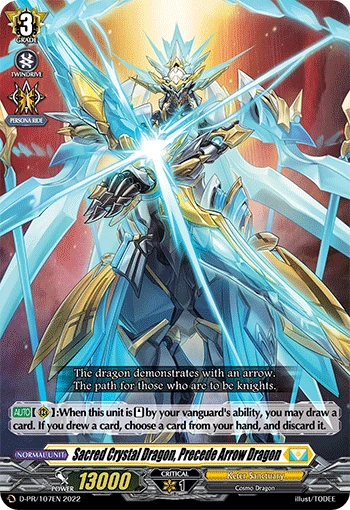 3
GRADE
TWINDRIVE
PERSONA RIDE
The dragon demonstrates with an arrow.
The path for those who are to be knights.
AUTO【 】:When this unit is by your vanguard's ability, you may draw a
card. If you drew a card, choose a card from your hand, and discard it.
NORMAL UNIT Sacred Crystal Dragon, Precede Arrow Dragon
POWER 13000 CRITICAL 1 Keter Sanctuary
Cosmo Dragon
D-PR/107EN 2022 illust/TODEE